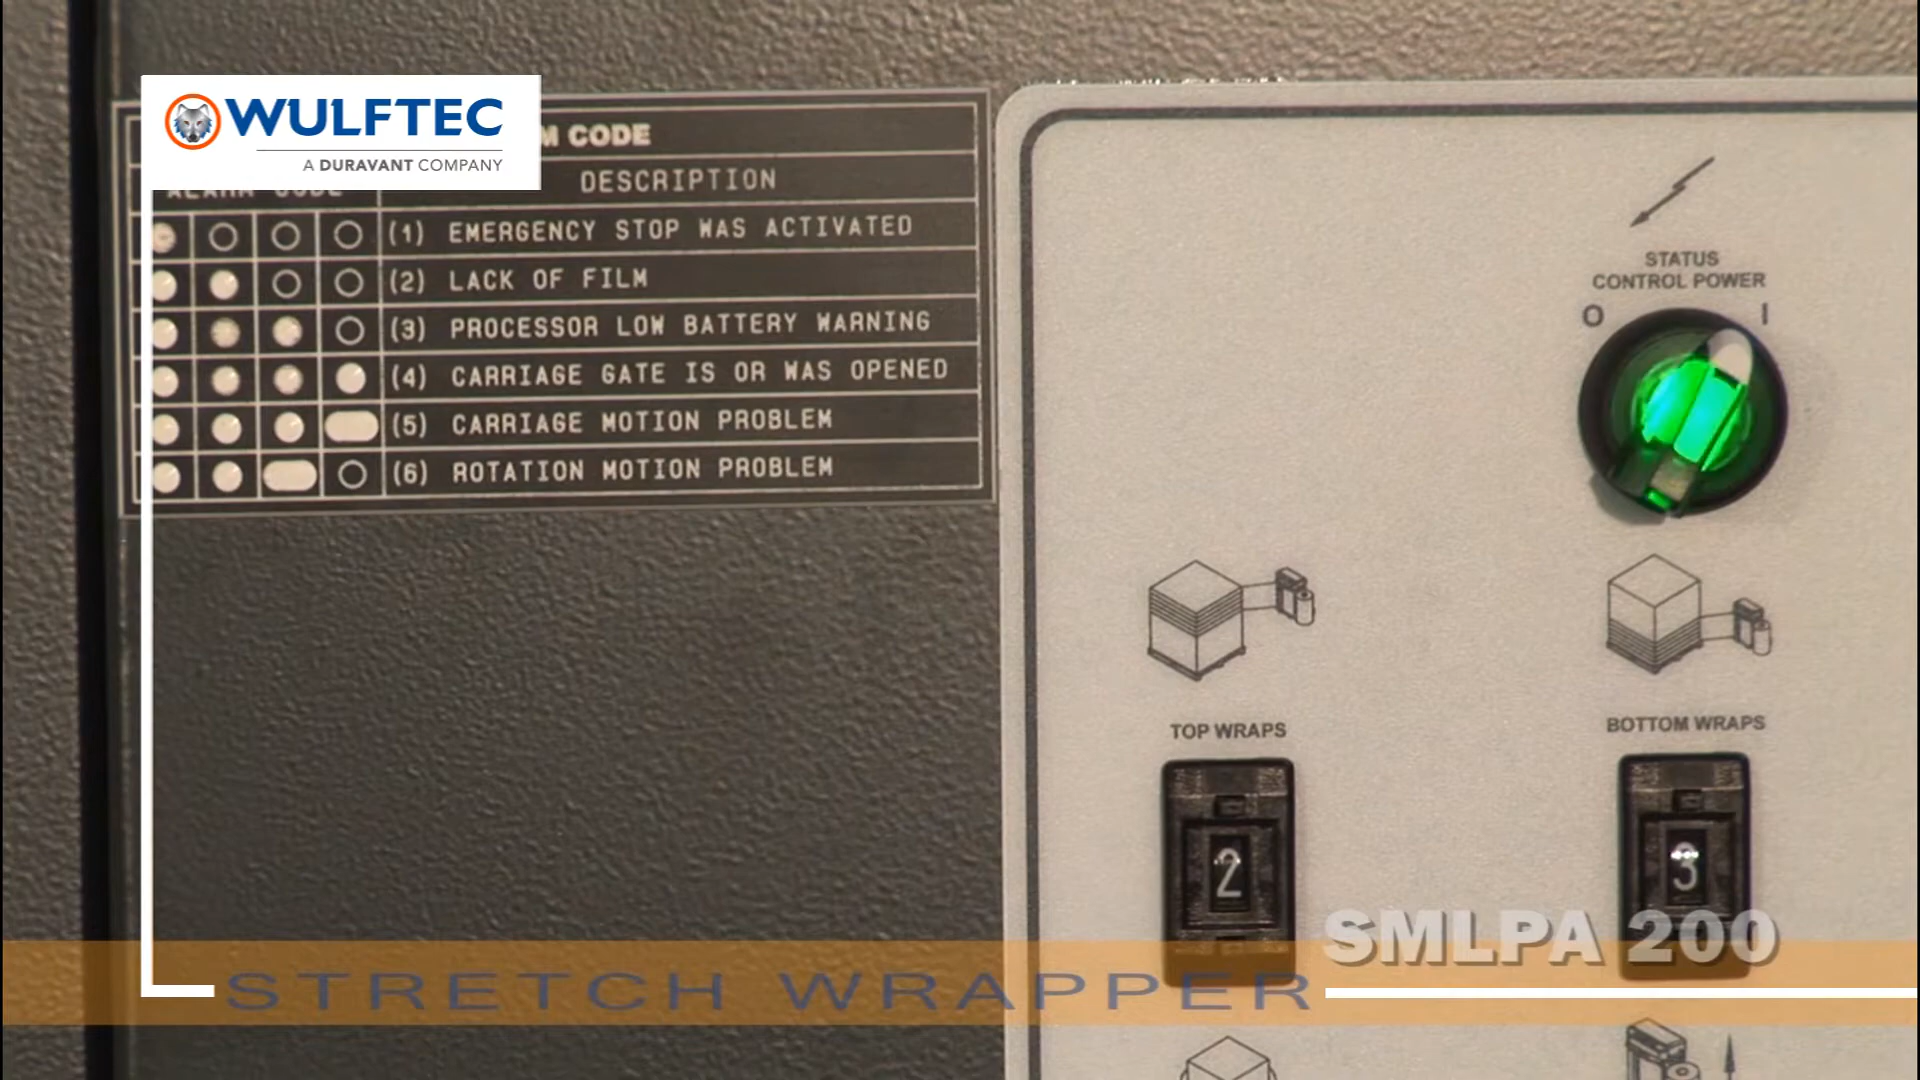 WULFTEC
A DURAVANT COMPANY
M CODE
ALARM CODE
DESCRIPTION
(1) EMERGENCY STOP WAS ACTIVATED
(2) LACK OF FILM
(3) PROCESSOR LOW BATTERY WARNING
(4) CARRIAGE GATE IS OR WAS OPENED
(5) CARRIAGE MOTION PROBLEM
(6) ROTATION MOTION PROBLEM
STATUS
CONTROL POWER
O I
TOP WRAPS
BOTTOM WRAPS
2
3
SMLPA 200
STRETCH WRAPPER